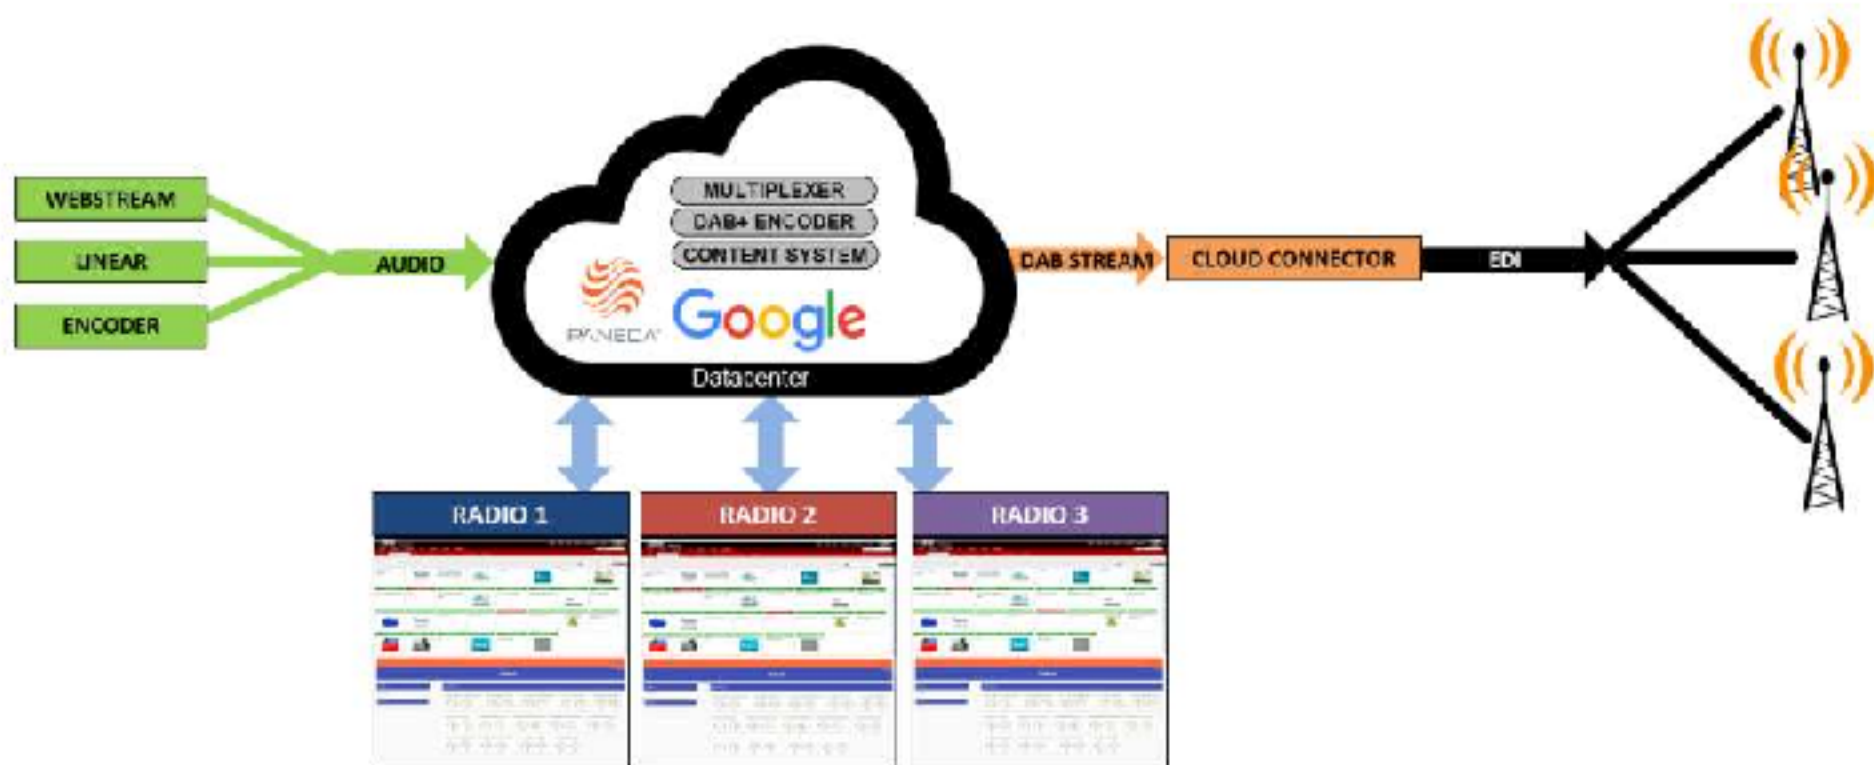 WEBSTREAM
LINEAR
ENCODER
AUDIO
MULTIPLEXER
DAB+ ENCODER
CONTENT SYSTEM
Google
Datacenter
DAB STREAM
CLOUD CONNECTOR
EDI
RADIO 1
RADIO 2
RADIO 3